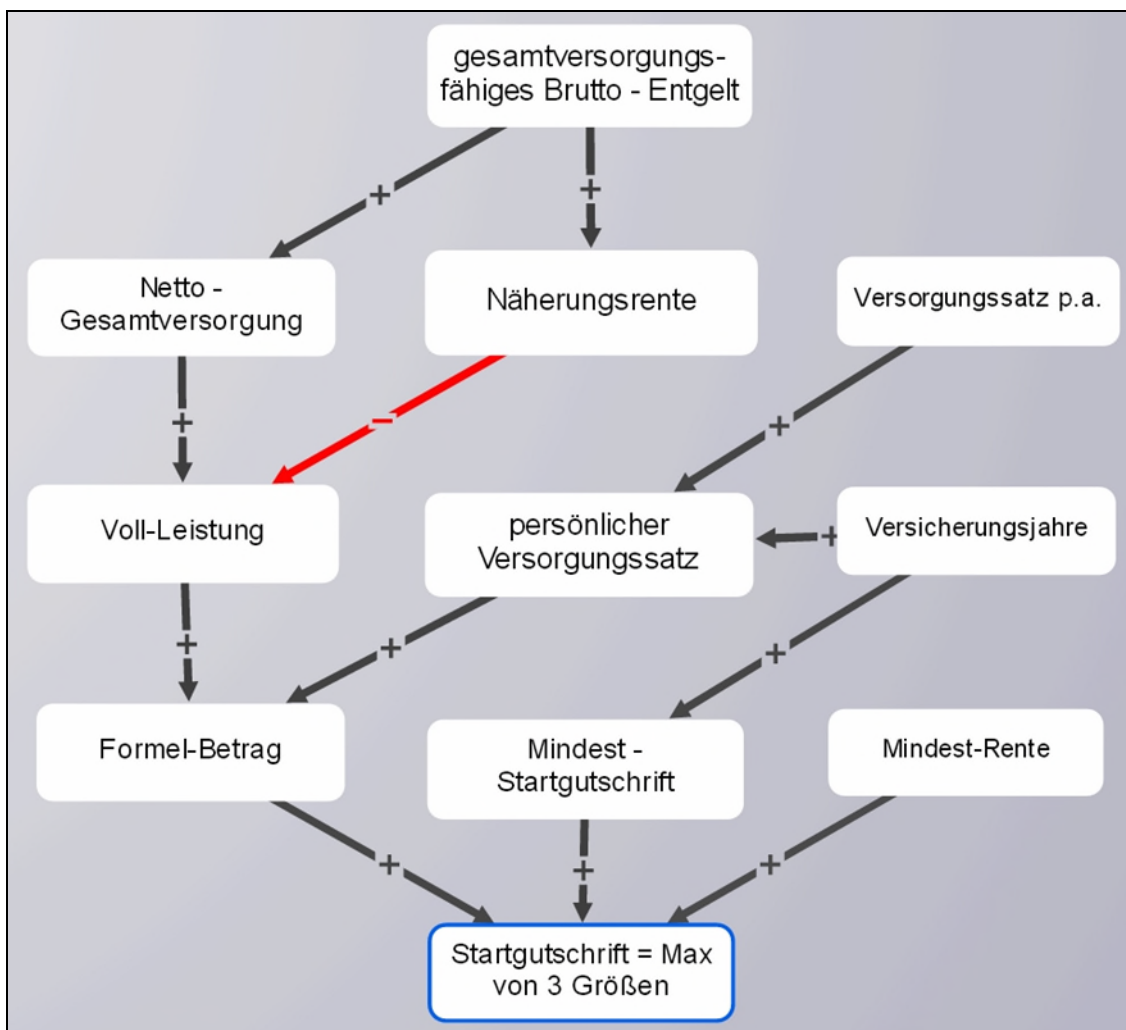 gesamtversorgungs-
fähiges Brutto - Entgelt
+
+
Netto -
Gesamtversorgung
Näherungsrente
Versorgungssatz p.a.
+
−
+
Voll-Leistung
persönlicher
Versorgungssatz
+
Versicherungsjahre
+
+
+
Formel-Betrag
Mindest -
Startgutschrift
Mindest-Rente
+
+
+
Startgutschrift = Max
von 3 Größen